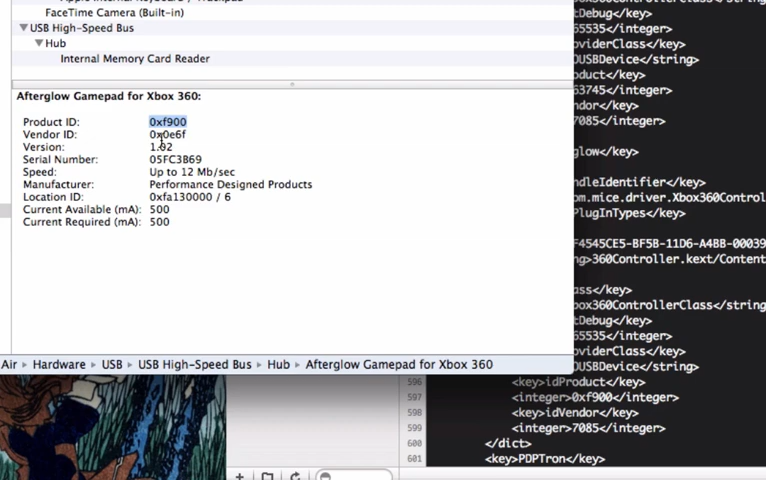 FaceTime Camera (Built-in)
USB High-Speed Bus
Hub
Internal Memory Card Reader
Afterglow Gamepad for Xbox 360:
Product ID: 0xf900
Vendor ID: 0x0e6f
Version: 1.02
Serial Number: 05FC3B69
Speed: Up to 12 Mb/sec
Manufacturer: Performance Designed Products
Location ID: 0xfa130000 / 6
Current Available (mA): 500
Current Required (mA): 500
Air ▸ Hardware ▸ USB ▸ USB High-Speed Bus ▸ Hub ▸ Afterglow Gamepad for Xbox 360
tDebug</key>
65535</integer>
oviderClass</key>
OUSBDevice</string>
oduct</key>
63745</integer>
ndor</key>
7085</integer>
glow</key>
ndleIdentifier</key>
om.mice.driver.Xbox360Control
PlugInTypes</key>
F4545CE5-BF5B-11D6-A4BB-00039
ng>360Controller.kext/Content
ass</key>
box360ControllerClass</string
tDebug</key>
65535</integer>
oviderClass</key>
OUSBDevice</string>
596 <key>idProduct</key>
597 <integer>0xf900</integer>
598 <key>idVendor</key>
599 <integer>7085</integer>
600 </dict>
601 <key>PDPTron</key>